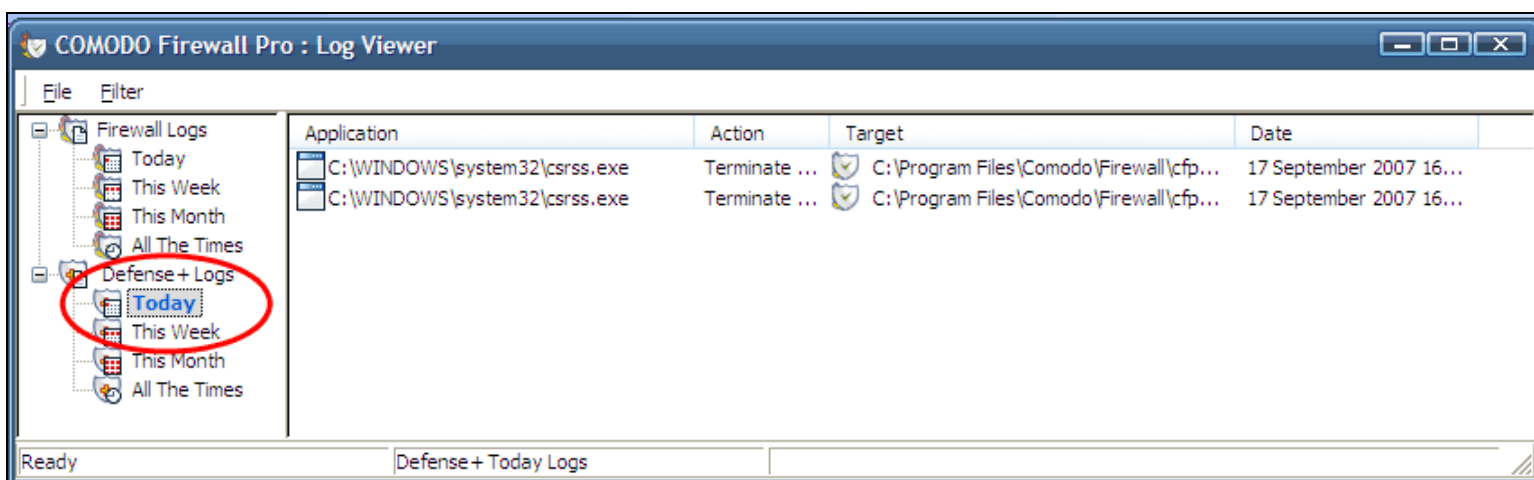 COMODO Firewall Pro : Log Viewer
File Filter
Firewall Logs
Today
This Week
This Month
All The Times
Defense+ Logs
Today
This Week
This Month
All The Times
Application Action Target Date
C:\WINDOWS\system32\csrss.exe Terminate ... C:\Program Files\Comodo\Firewall\cfp... 17 September 2007 16...
C:\WINDOWS\system32\csrss.exe Terminate ... C:\Program Files\Comodo\Firewall\cfp... 17 September 2007 16...
Ready Defense+ Today Logs